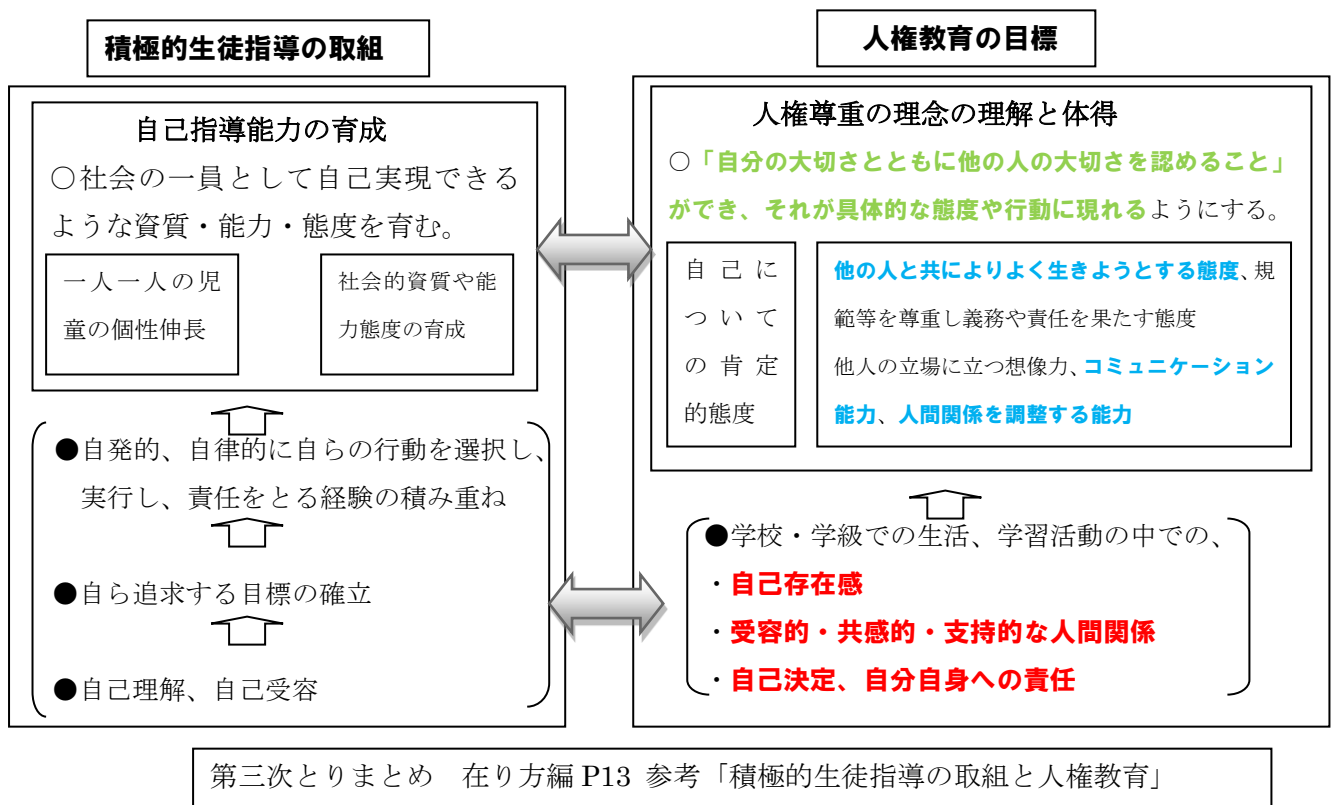 積極的生徒指導の取組
自己指導能力の育成
○社会の一員として自己実現できる
ような資質・能力・態度を育む。
一人一人の児
童の個性伸長
社会的資質や能
力態度の育成
●自発的、自律的に自らの行動を選択し、
実行し、責任をとる経験の積み重ね
●自ら追求する目標の確立
●自己理解、自己受容
人権教育の目標
人権尊重の理念の理解と体得
○「自分の大切さとともに他の人の大切さを認めること」
ができ、それが具体的な態度や行動に現れるようにする。
自己に
ついて
の肯定
的態度
他の人と共によりよく生きようとする態度、規
範等を尊重し義務や責任を果たす態度
他人の立場に立つ想像力、コミュニケーション
能力、人間関係を調整する能力
●学校・学級での生活、学習活動の中での、
・自己存在感
・受容的・共感的・支持的な人間関係
・自己決定、自分自身への責任
第三次とりまとめ　在り方編 P13 参考「積極的生徒指導の取組と人権教育」